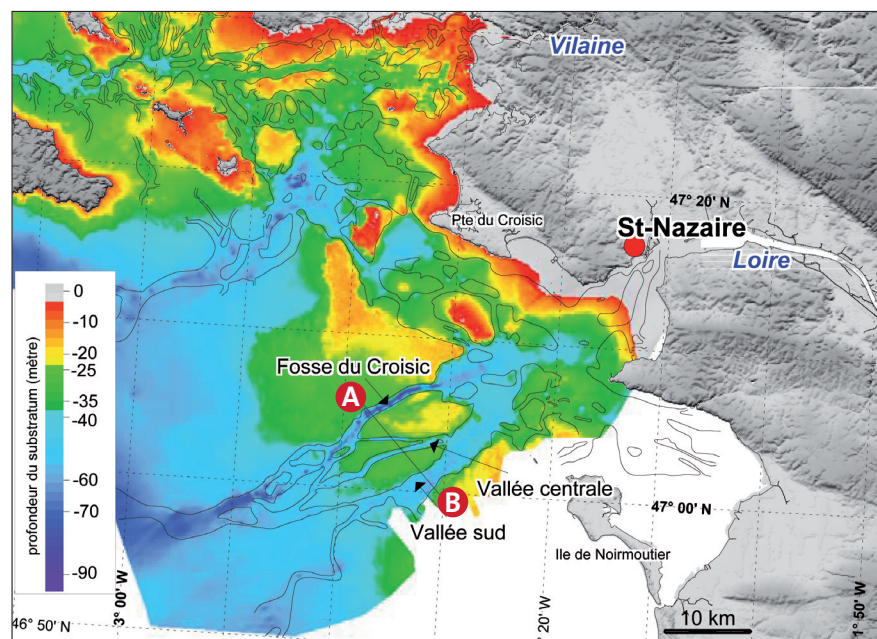 Vilaine
47° 20' N
Pte du Croisic
St-Nazaire
Loire
profondeur du substratum (mètre)
0
-10
-20
-25
-35
-40
-60
-70
-90
Fosse du Croisic
A
B
Vallée centrale
Vallée sud
47° 00' N
Ile de Noirmoutier
10 km
46° 50' N
3° 00' W
° 20' W
1° 50' W